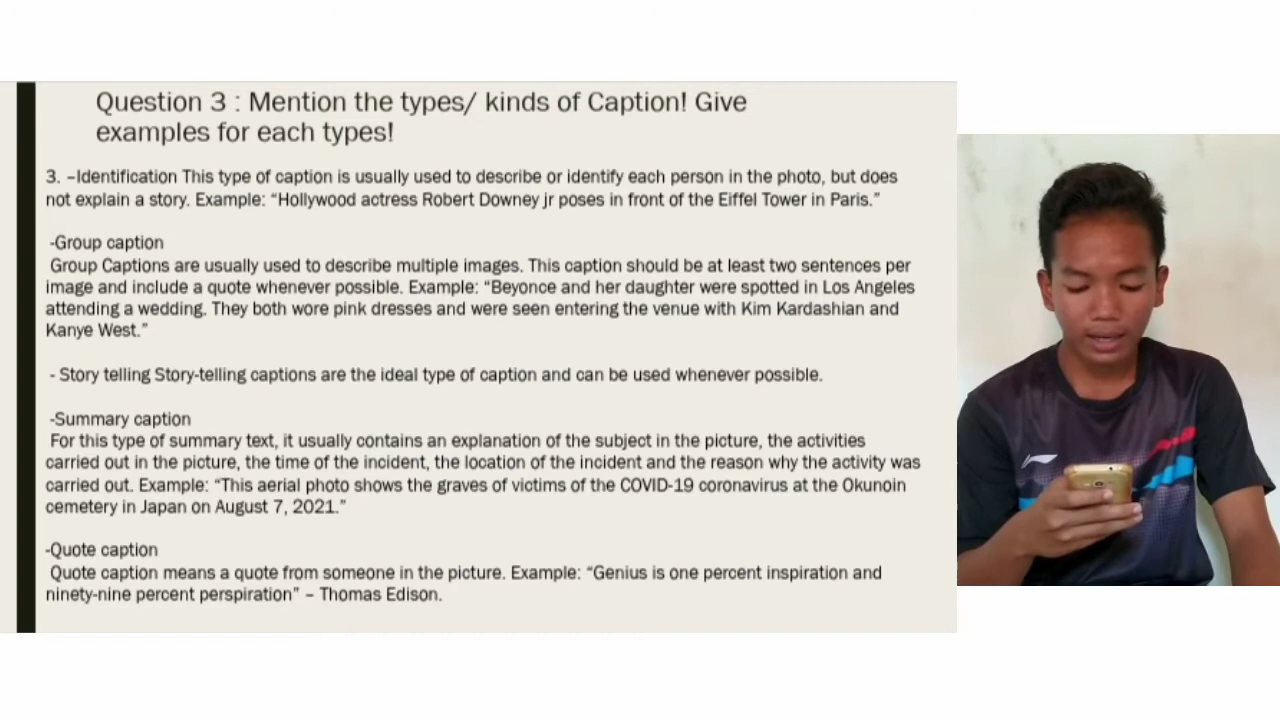 Question 3 : Mention the types/ kinds of Caption! Give
examples for each types!
3. –Identification This type of caption is usually used to describe or identify each person in the photo, but does
not explain a story. Example: “Hollywood actress Robert Downey jr poses in front of the Eiffel Tower in Paris.”
-Group caption
Group Captions are usually used to describe multiple images. This caption should be at least two sentences per
image and include a quote whenever possible. Example: “Beyonce and her daughter were spotted in Los Angeles
attending a wedding. They both wore pink dresses and were seen entering the venue with Kim Kardashian and
Kanye West.”
- Story telling Story-telling captions are the ideal type of caption and can be used whenever possible.
-Summary caption
For this type of summary text, it usually contains an explanation of the subject in the picture, the activities
carried out in the picture, the time of the incident, the location of the incident and the reason why the activity was
carried out. Example: “This aerial photo shows the graves of victims of the COVID-19 coronavirus at the Okunoin
cemetery in Japan on August 7, 2021.”
-Quote caption
Quote caption means a quote from someone in the picture. Example: “Genius is one percent inspiration and
ninety-nine percent perspiration” – Thomas Edison.